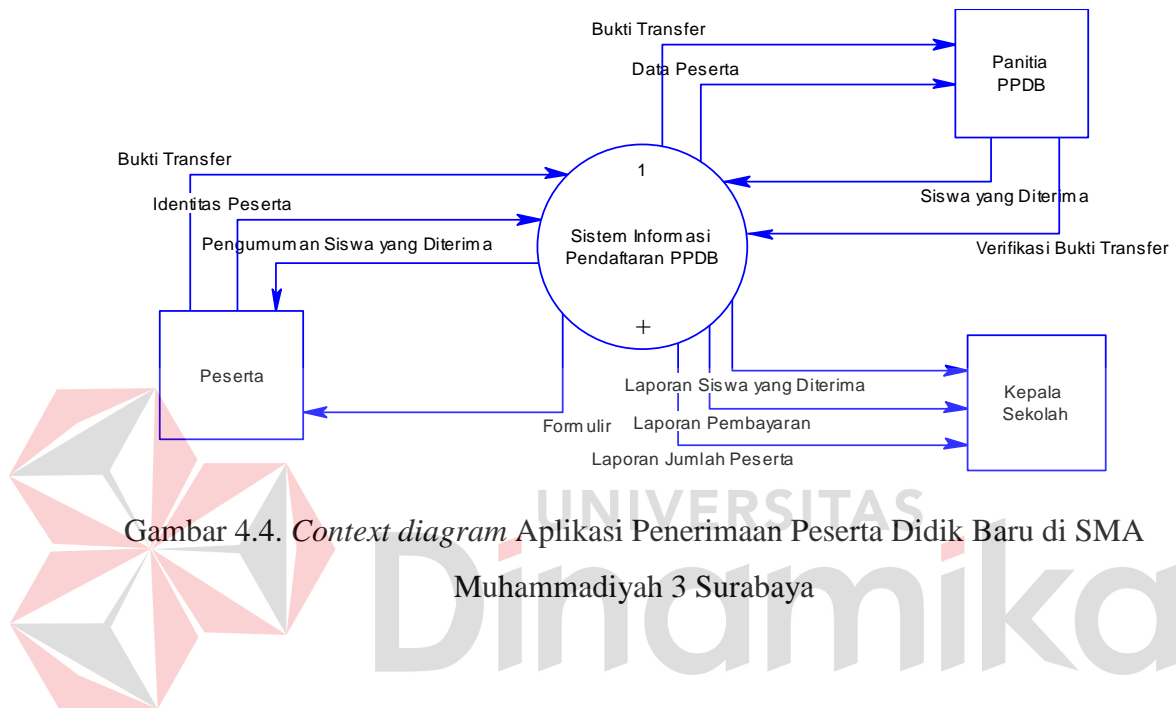 Bukti Transfer
Data Peserta
Panitia
PPDB
Bukti Transfer
Identitas Peserta
Pengumuman Siswa yang Diterima
1
Sistem Informasi
Pendaftaran PPDB
+
Siswa yang Diterima
Verifikasi Bukti Transfer
Peserta
Formulir
Laporan Siswa yang Diterima
Laporan Pembayaran
Laporan Jumlah Peserta
Kepala
Sekolah
UNIVERSITAS
Dinamika
Gambar 4.4. Context diagram Aplikasi Penerimaan Peserta Didik Baru di SMA
Muhammadiyah 3 Surabaya